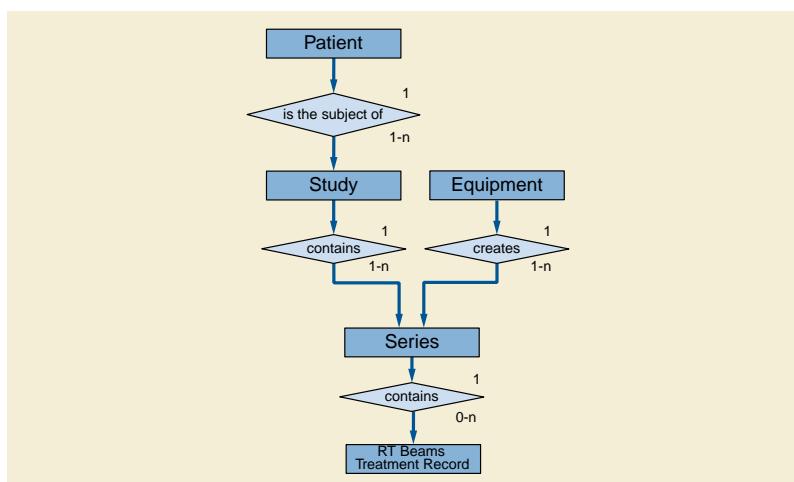 Patient
1
is the subject of
1-n
Study
Equipment
1
1
contains
creates
1-n
1-n
Series
1
contains
0-n
RT Beams
Treatment Record